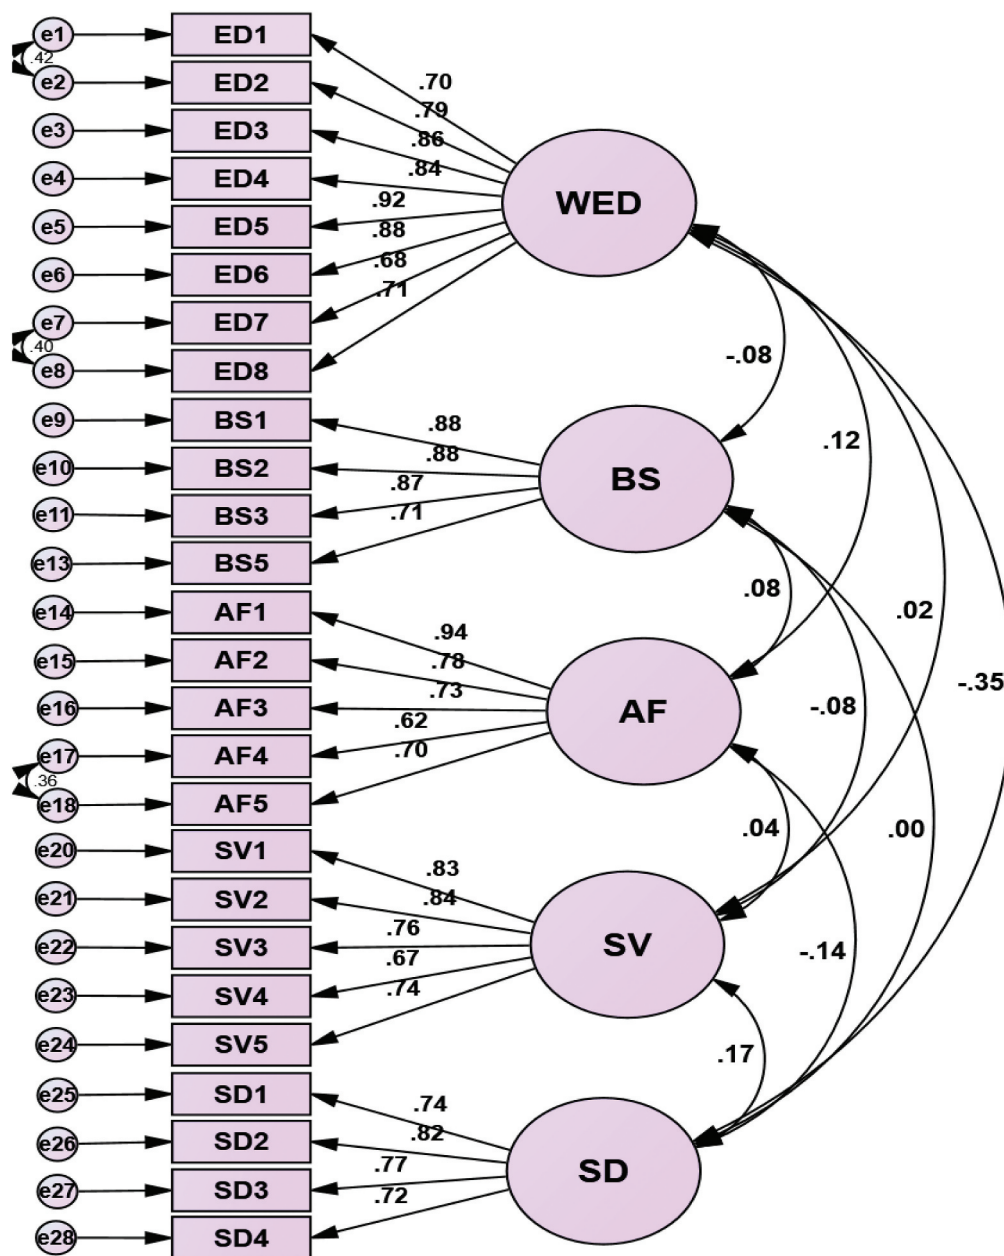 e1 ED1
.42
.70
e2 ED2
.79
e3 ED3
.86
e4 ED4
.84
WED
e5 ED5
.92
e6 ED6
.88
.68
e7 ED7
.71
.40
e8 ED8
-.08
e9 BS1
.88
.12
e10 BS2
.88
BS
e11 BS3
.87
.71
e13 BS5
.08
e14 AF1
.94
.02
e15 AF2
.78
-.35
e16 AF3
.73
AF
-.08
.62
e17 AF4
.70
.36
e18 AF5
.04
.00
e20 SV1
.83
e21 SV2
.84
.76
e22 SV3
SV
-.14
.67
e23 SV4
.74
e24 SV5
.17
e25 SD1
.74
e26 SD2
.82
.77
SD
e27 SD3
.72
e28 SD4